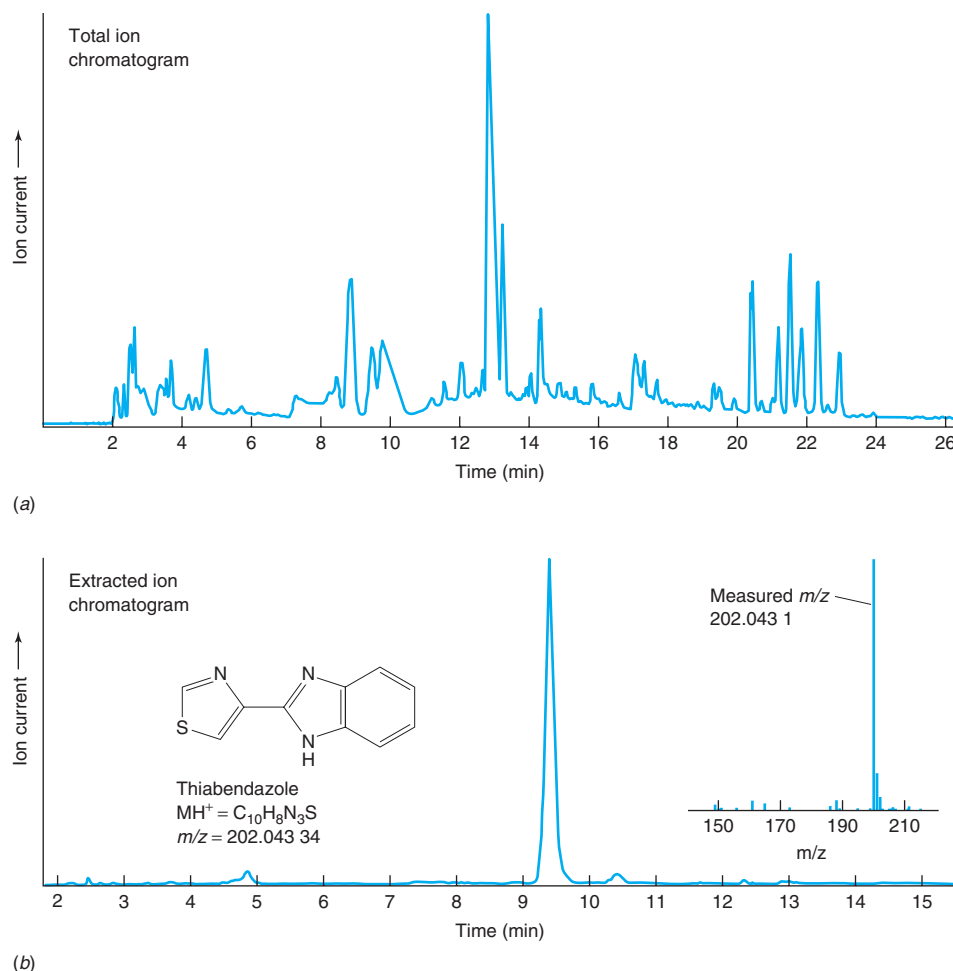 Total ion
chromatogram
Ion current
2 4 6 8 10 12 14 16 18 20 22 24 26
Time (min)
(a)
Extracted ion
chromatogram
Measured m/z
202.043 1
Ion current
N
N
S
N
H
Thiabendazole
MH⁺ = C₁₀H₈N₃S
m/z = 202.043 34
150 170 190 210
m/z
2 3 4 5 6 7 8 9 10 11 12 13 14 15
Time (min)
(b)